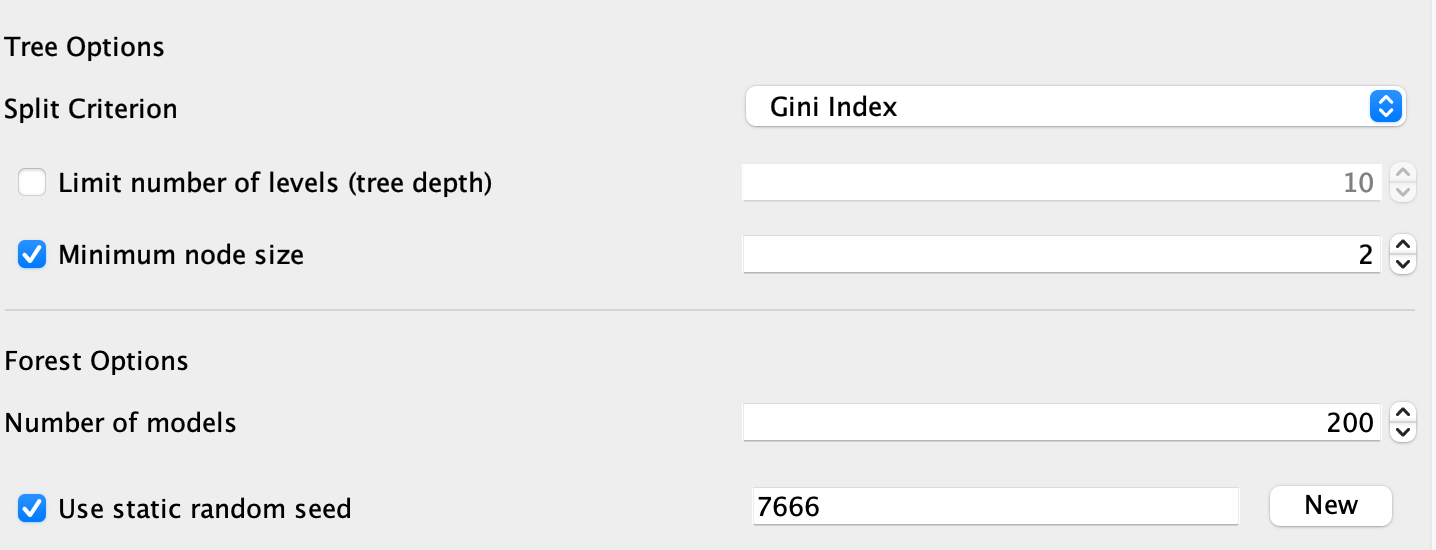 Tree Options
Split Criterion Gini Index
Limit number of levels (tree depth) 10
Minimum node size 2
Forest Options
Number of models 200
Use static random seed 7666 New